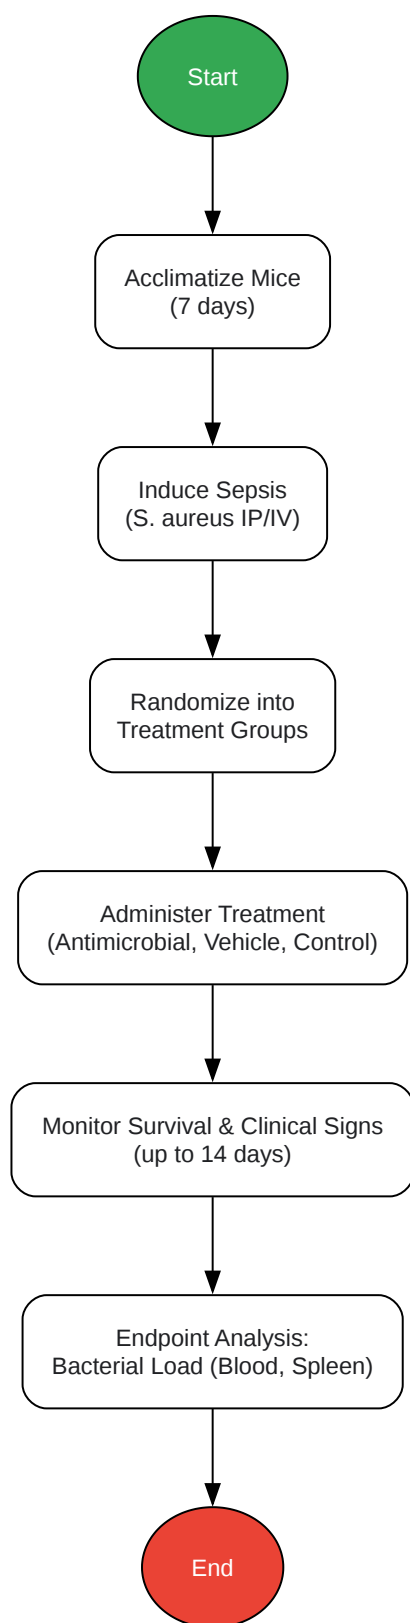 Start
Acclimatize Mice
(7 days)
Induce Sepsis
(S. aureus IP/IV)
Randomize into
Treatment Groups
Administer Treatment
(Antimicrobial, Vehicle, Control)
Monitor Survival & Clinical Signs
(up to 14 days)
Endpoint Analysis:
Bacterial Load (Blood, Spleen)
End